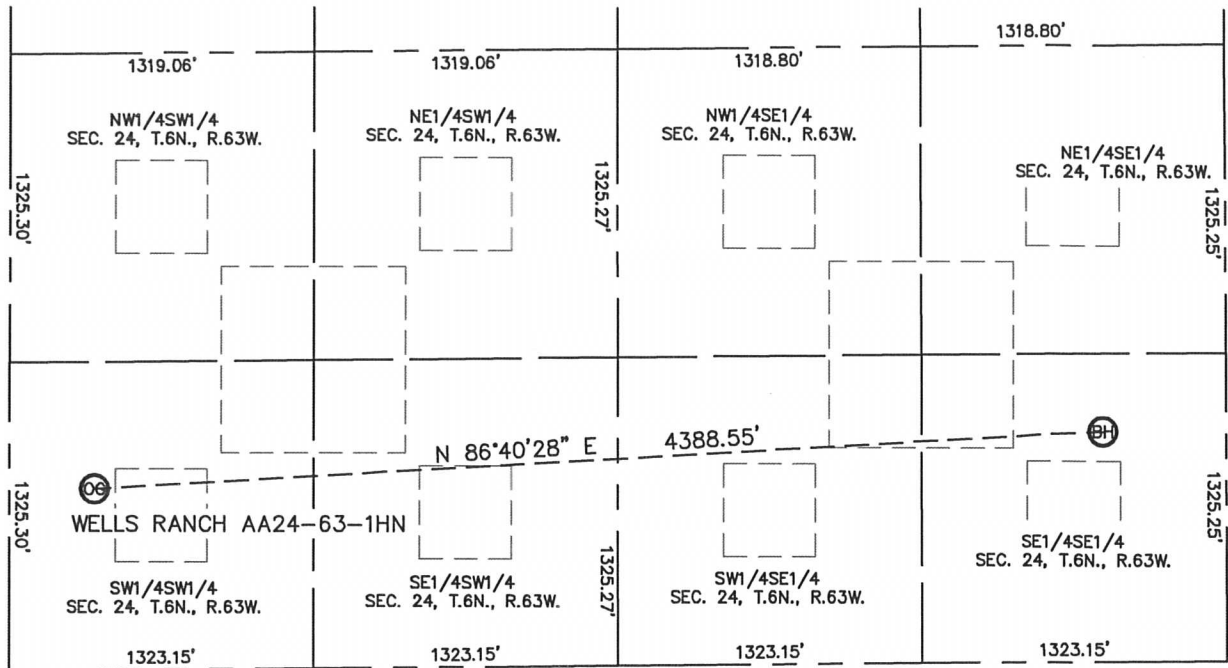 1318.80'
1319.06'
1319.06'
1318.80'
NW1/4SW1/4
SEC. 24, T.6N., R.63W.
NE1/4SW1/4
SEC. 24, T.6N., R.63W.
NW1/4SE1/4
SEC. 24, T.6N., R.63W.
NE1/4SE1/4
SEC. 24, T.6N., R.63W.
1325.30'
1325.27'
1325.25'
N 86°40'28" E
4388.55'
BH
OG
WELLS RANCH AA24-63-1HN
1325.30'
1325.27'
1325.25'
SW1/4SW1/4
SEC. 24, T.6N., R.63W.
SE1/4SW1/4
SEC. 24, T.6N., R.63W.
SW1/4SE1/4
SEC. 24, T.6N., R.63W.
SE1/4SE1/4
SEC. 24, T.6N., R.63W.
1323.15'
1323.15'
1323.15'
1323.15'